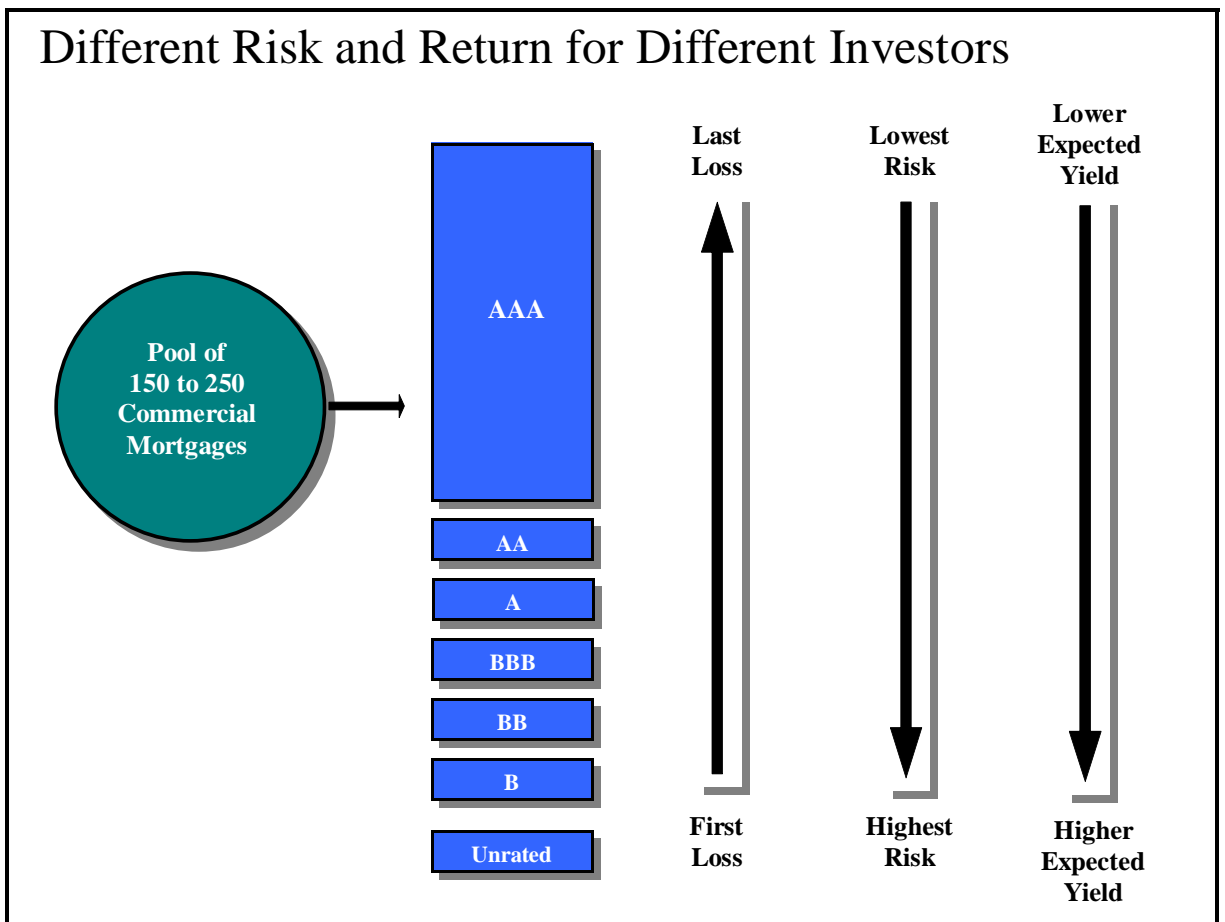 Different Risk and Return for Different Investors
Pool of
150 to 250
Commercial
Mortgages
AAA
AA
A
BBB
BB
B
Unrated
Last
Loss
First
Loss
Lowest
Risk
Highest
Risk
Lower
Expected
Yield
Higher
Expected
Yield